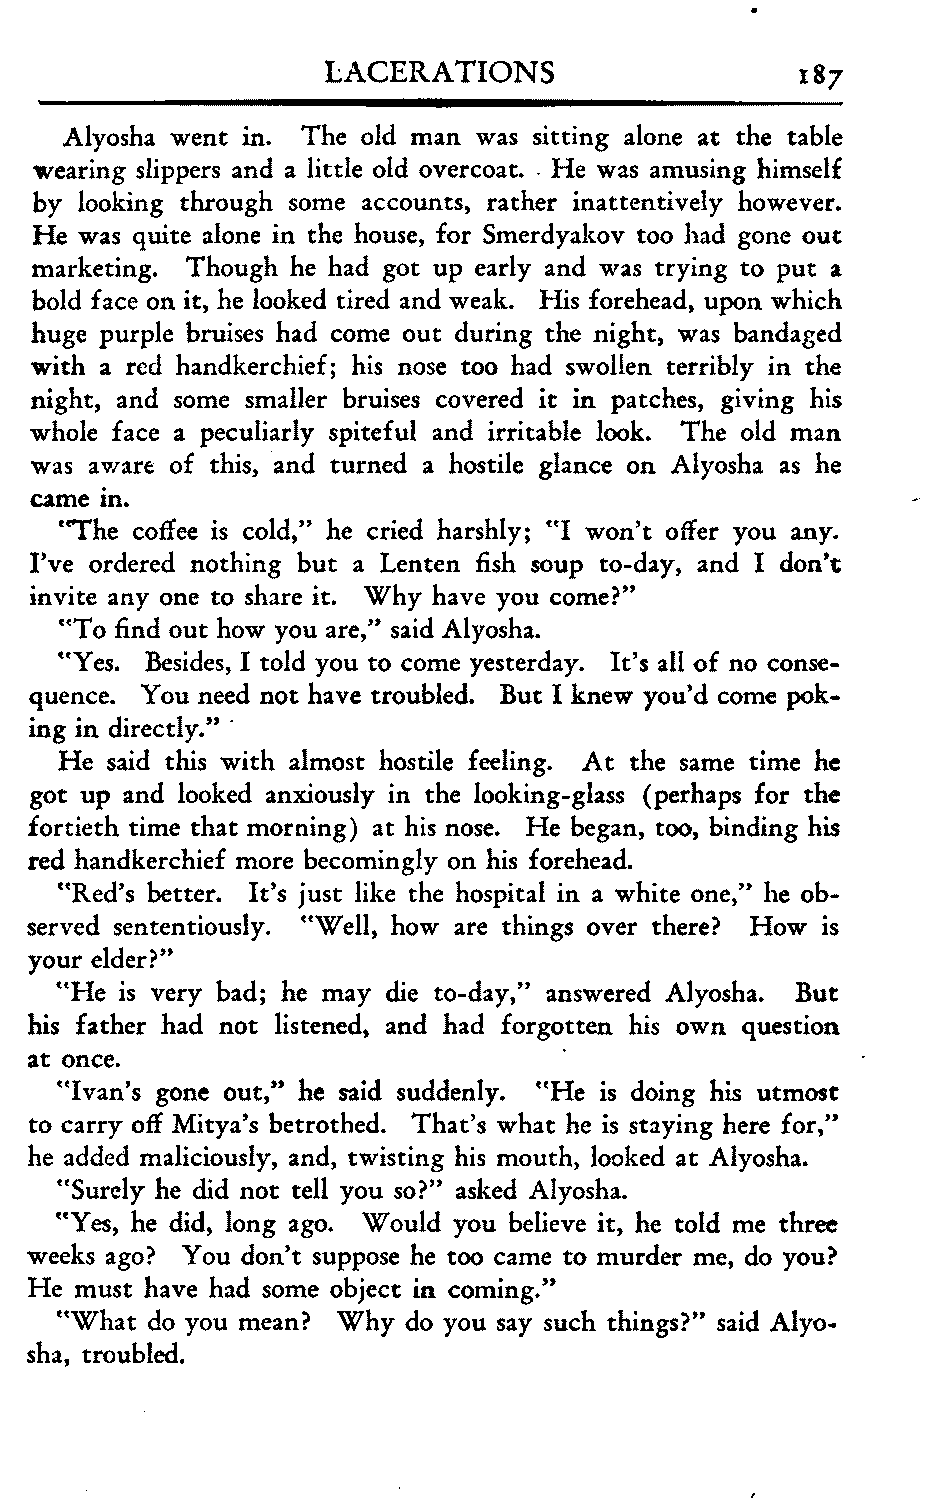 LACERATIONS 187
Alyosha went in. The old man was sitting alone at the table
wearing slippers and a little old overcoat. He was amusing himself
by looking through some accounts, rather inattentively however.
He was quite alone in the house, for Smerdyakov too had gone out
marketing. Though he had got up early and was trying to put a
bold face on it, he looked tired and weak. His forehead, upon which
huge purple bruises had come out during the night, was bandaged
with a red handkerchief; his nose too had swollen terribly in the
night, and some smaller bruises covered it in patches, giving his
whole face a peculiarly spiteful and irritable look. The old man
was aware of this, and turned a hostile glance on Alyosha as he
came in.
"The coffee is cold," he cried harshly; "I won't offer you any.
I've ordered nothing but a Lenten fish soup to-day, and I don't
invite any one to share it. Why have you come?"
"To find out how you are," said Alyosha.
"Yes. Besides, I told you to come yesterday. It's all of no conse-
quence. You need not have troubled. But I knew you'd come pok-
ing in directly."
He said this with almost hostile feeling. At the same time he
got up and looked anxiously in the looking-glass (perhaps for the
fortieth time that morning) at his nose. He began, too, binding his
red handkerchief more becomingly on his forehead.
"Red's better. It's just like the hospital in a white one," he ob-
served sententiously. "Well, how are things over there? How is
your elder?"
"He is very bad; he may die to-day," answered Alyosha. But
his father had not listened, and had forgotten his own question
at once.
"Ivan's gone out," he said suddenly. "He is doing his utmost
to carry off Mitya's betrothed. That's what he is staying here for,"
he added maliciously, and, twisting his mouth, looked at Alyosha.
"Surely he did not tell you so?" asked Alyosha.
"Yes, he did, long ago. Would you believe it, he told me three
weeks ago? You don't suppose he too came to murder me, do you?
He must have had some object in coming."
"What do you mean? Why do you say such things?" said Alyo-
sha, troubled.